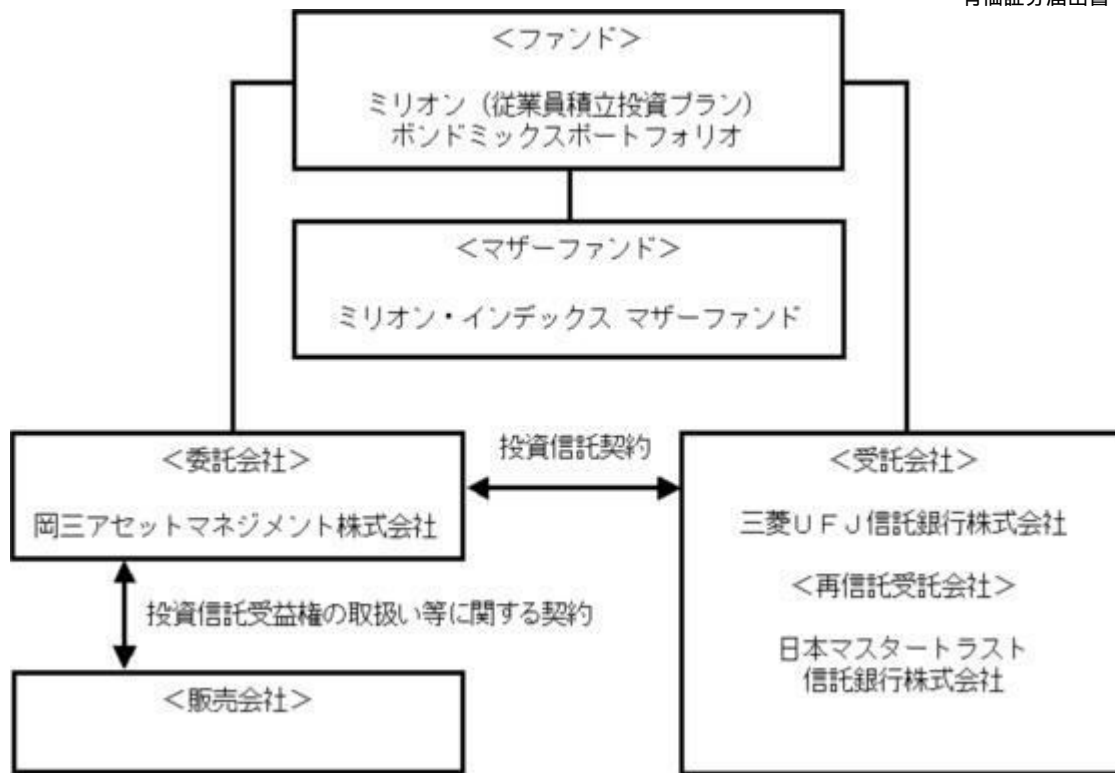 有価証券届出書
＜ファンド＞
ミリオン（従業員積立投資プラン）
ボンドミックスポートフォリオ
＜マザーファンド＞
ミリオン・インデックス マザーファンド
＜委託会社＞
岡三アセットマネジメント株式会社
投資信託契約
＜受託会社＞
三菱ＵＦＪ信託銀行株式会社
＜再信託受託会社＞
日本マスタートラスト
信託銀行株式会社
投資信託受益権の取扱い等に関する契約
＜販売会社＞